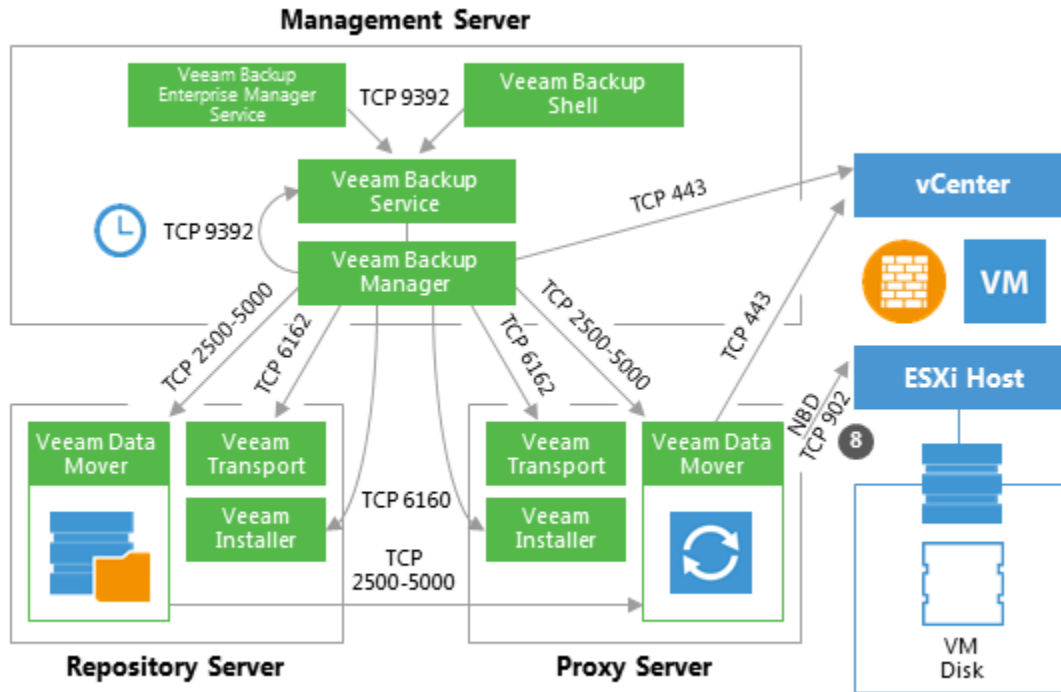 Management Server
Veeam Backup
Enterprise Manager
Service
TCP 9392
Veeam Backup
Shell
Veeam Backup
Service
TCP 9392
Veeam Backup
Manager
TCP 443
vCenter
VM
TCP 2500-5000
TCP 6162
TCP 6162
TCP 2500-5000
TCP 443
ESXi Host
NBD
TCP 902
8
Veeam Data
Mover
Veeam
Transport
Veeam
Installer
TCP 6160
TCP
2500-5000
Veeam
Transport
Veeam
Installer
Veeam Data
Mover
VM
Disk
Repository Server
Proxy Server